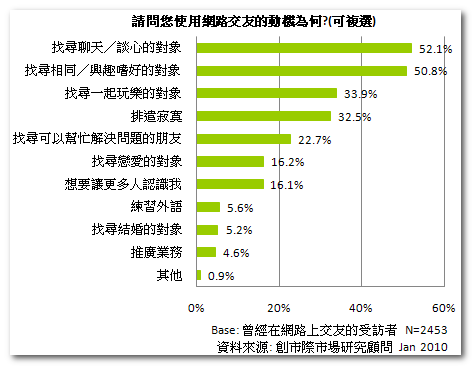 請問您使用網路交友的動機為何?(可複選)
找尋聊天／談心的對象 52.1%
找尋相同／興趣嗜好的對象 50.8%
找尋一起玩樂的對象 33.9%
排遣寂寞 32.5%
找尋可以幫忙解決問題的朋友 22.7%
找尋戀愛的對象 16.2%
想要讓更多人認識我 16.1%
練習外語 5.6%
找尋結婚的對象 5.2%
推廣業務 4.6%
其他 0.9%
0% 20% 40% 60%
Base: 曾經在網路上交友的受訪者 N=2453
資料來源: 創市際市場研究顧問 Jan 2010